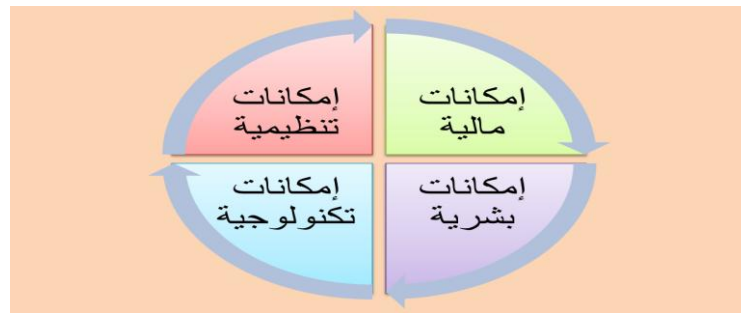 إمكانات
مالية
إمكانات
تنظيمية
إمكانات
بشرية
إمكانات
تكنولوجية